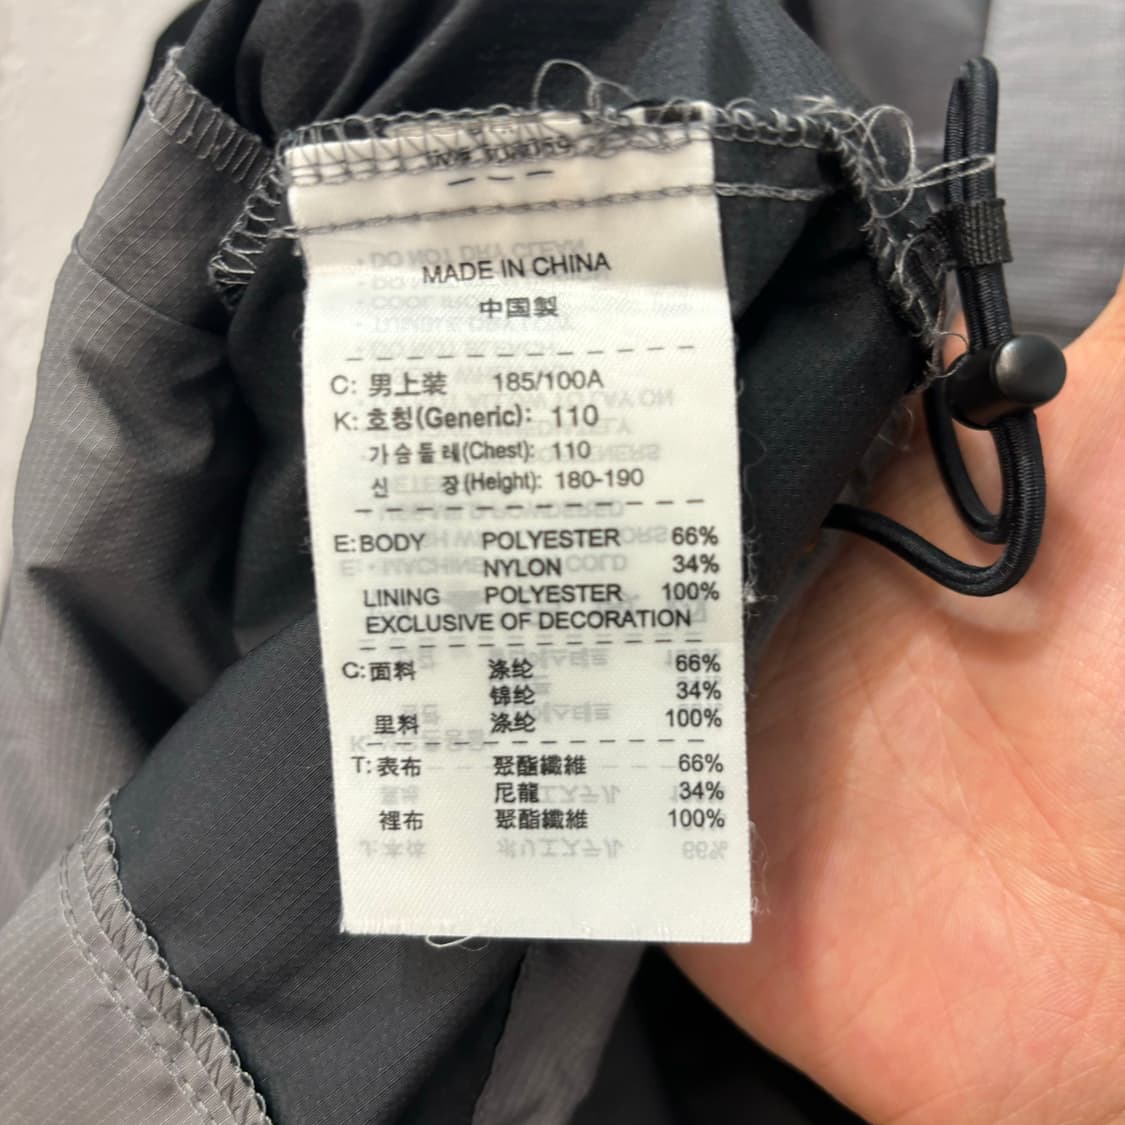 MADE IN CHINA
中国製
C: 男上装 185/100A
K: 호칭(Generic): 110
가슴둘레(Chest): 110
신 장(Height): 180-190
E: BODY POLYESTER 66%
NYLON 34%
LINING POLYESTER 100%
EXCLUSIVE OF DECORATION
C: 面料 涤纶 66%
锦纶 34%
里料 涤纶 100%
T: 表布 聚酯纖維 66%
尼龍 34%
裡布 聚酯纖維 100%